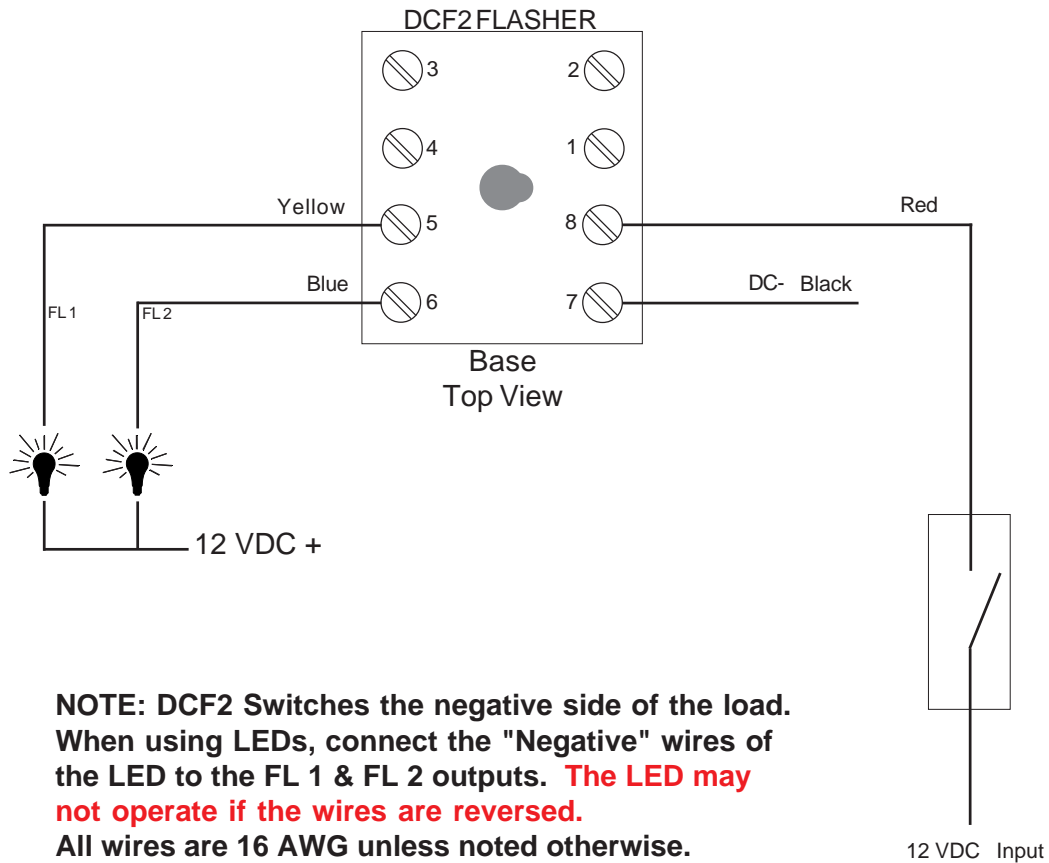 DCF2 FLASHER
3
2
4
1
Yellow
5
8
Red
Blue
6
7
DC- Black
FL 1
FL 2
Base
Top View
12 VDC +
NOTE: DCF2 Switches the negative side of the load.
When using LEDs, connect the "Negative" wires of
the LED to the FL 1 & FL 2 outputs. The LED may
not operate if the wires are reversed.
All wires are 16 AWG unless noted otherwise.
12 VDC Input